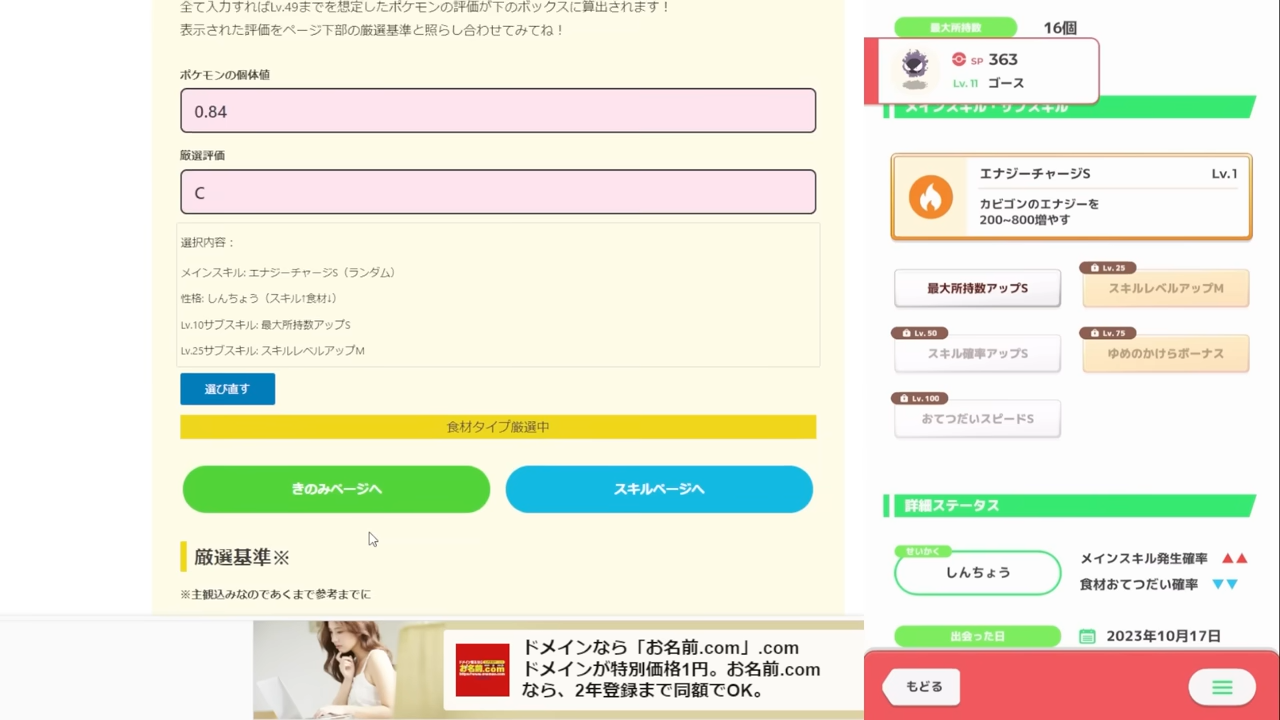 全て入力すればLv.49までを想定したポケモンの評価が下のボックスに算出されます！
表示された評価をページ下部の厳選基準と照らし合わせてみてね！
ポケモンの個体値
0.84
厳選評価
C
選択内容：
メインスキル: エナジーチャージS（ランダム）
性格: しんちょう（スキル↑食材↓）
Lv.10サブスキル: 最大所持数アップS
Lv.25サブスキル: スキルレベルアップM
選び直す
食材タイプ厳選中
きのみページへ
スキルページへ
厳選基準※
※主観込みなのであくまで参考までに
お名前.com
ドメインなら「お名前.com」.com
ドメインが特別価格1円。お名前.com
なら、2年登録まで同額でOK。
最大所持数
16個
SP 363
Lv. 11 ゴース
メインスキル・サブスキル
エナジーチャージS
Lv.1
カビゴンのエナジーを
200~800増やす
最大所持数アップS
Lv.25
スキルレベルアップM
Lv.50
スキル確率アップS
Lv.75
ゆめのかけらボーナス
Lv.100
おてつだいスピードS
詳細ステータス
せいかく
しんちょう
メインスキル発生確率 ▲▲
食材おてつだい確率 ▼▼
出会った日
2023年10月17日
もどる